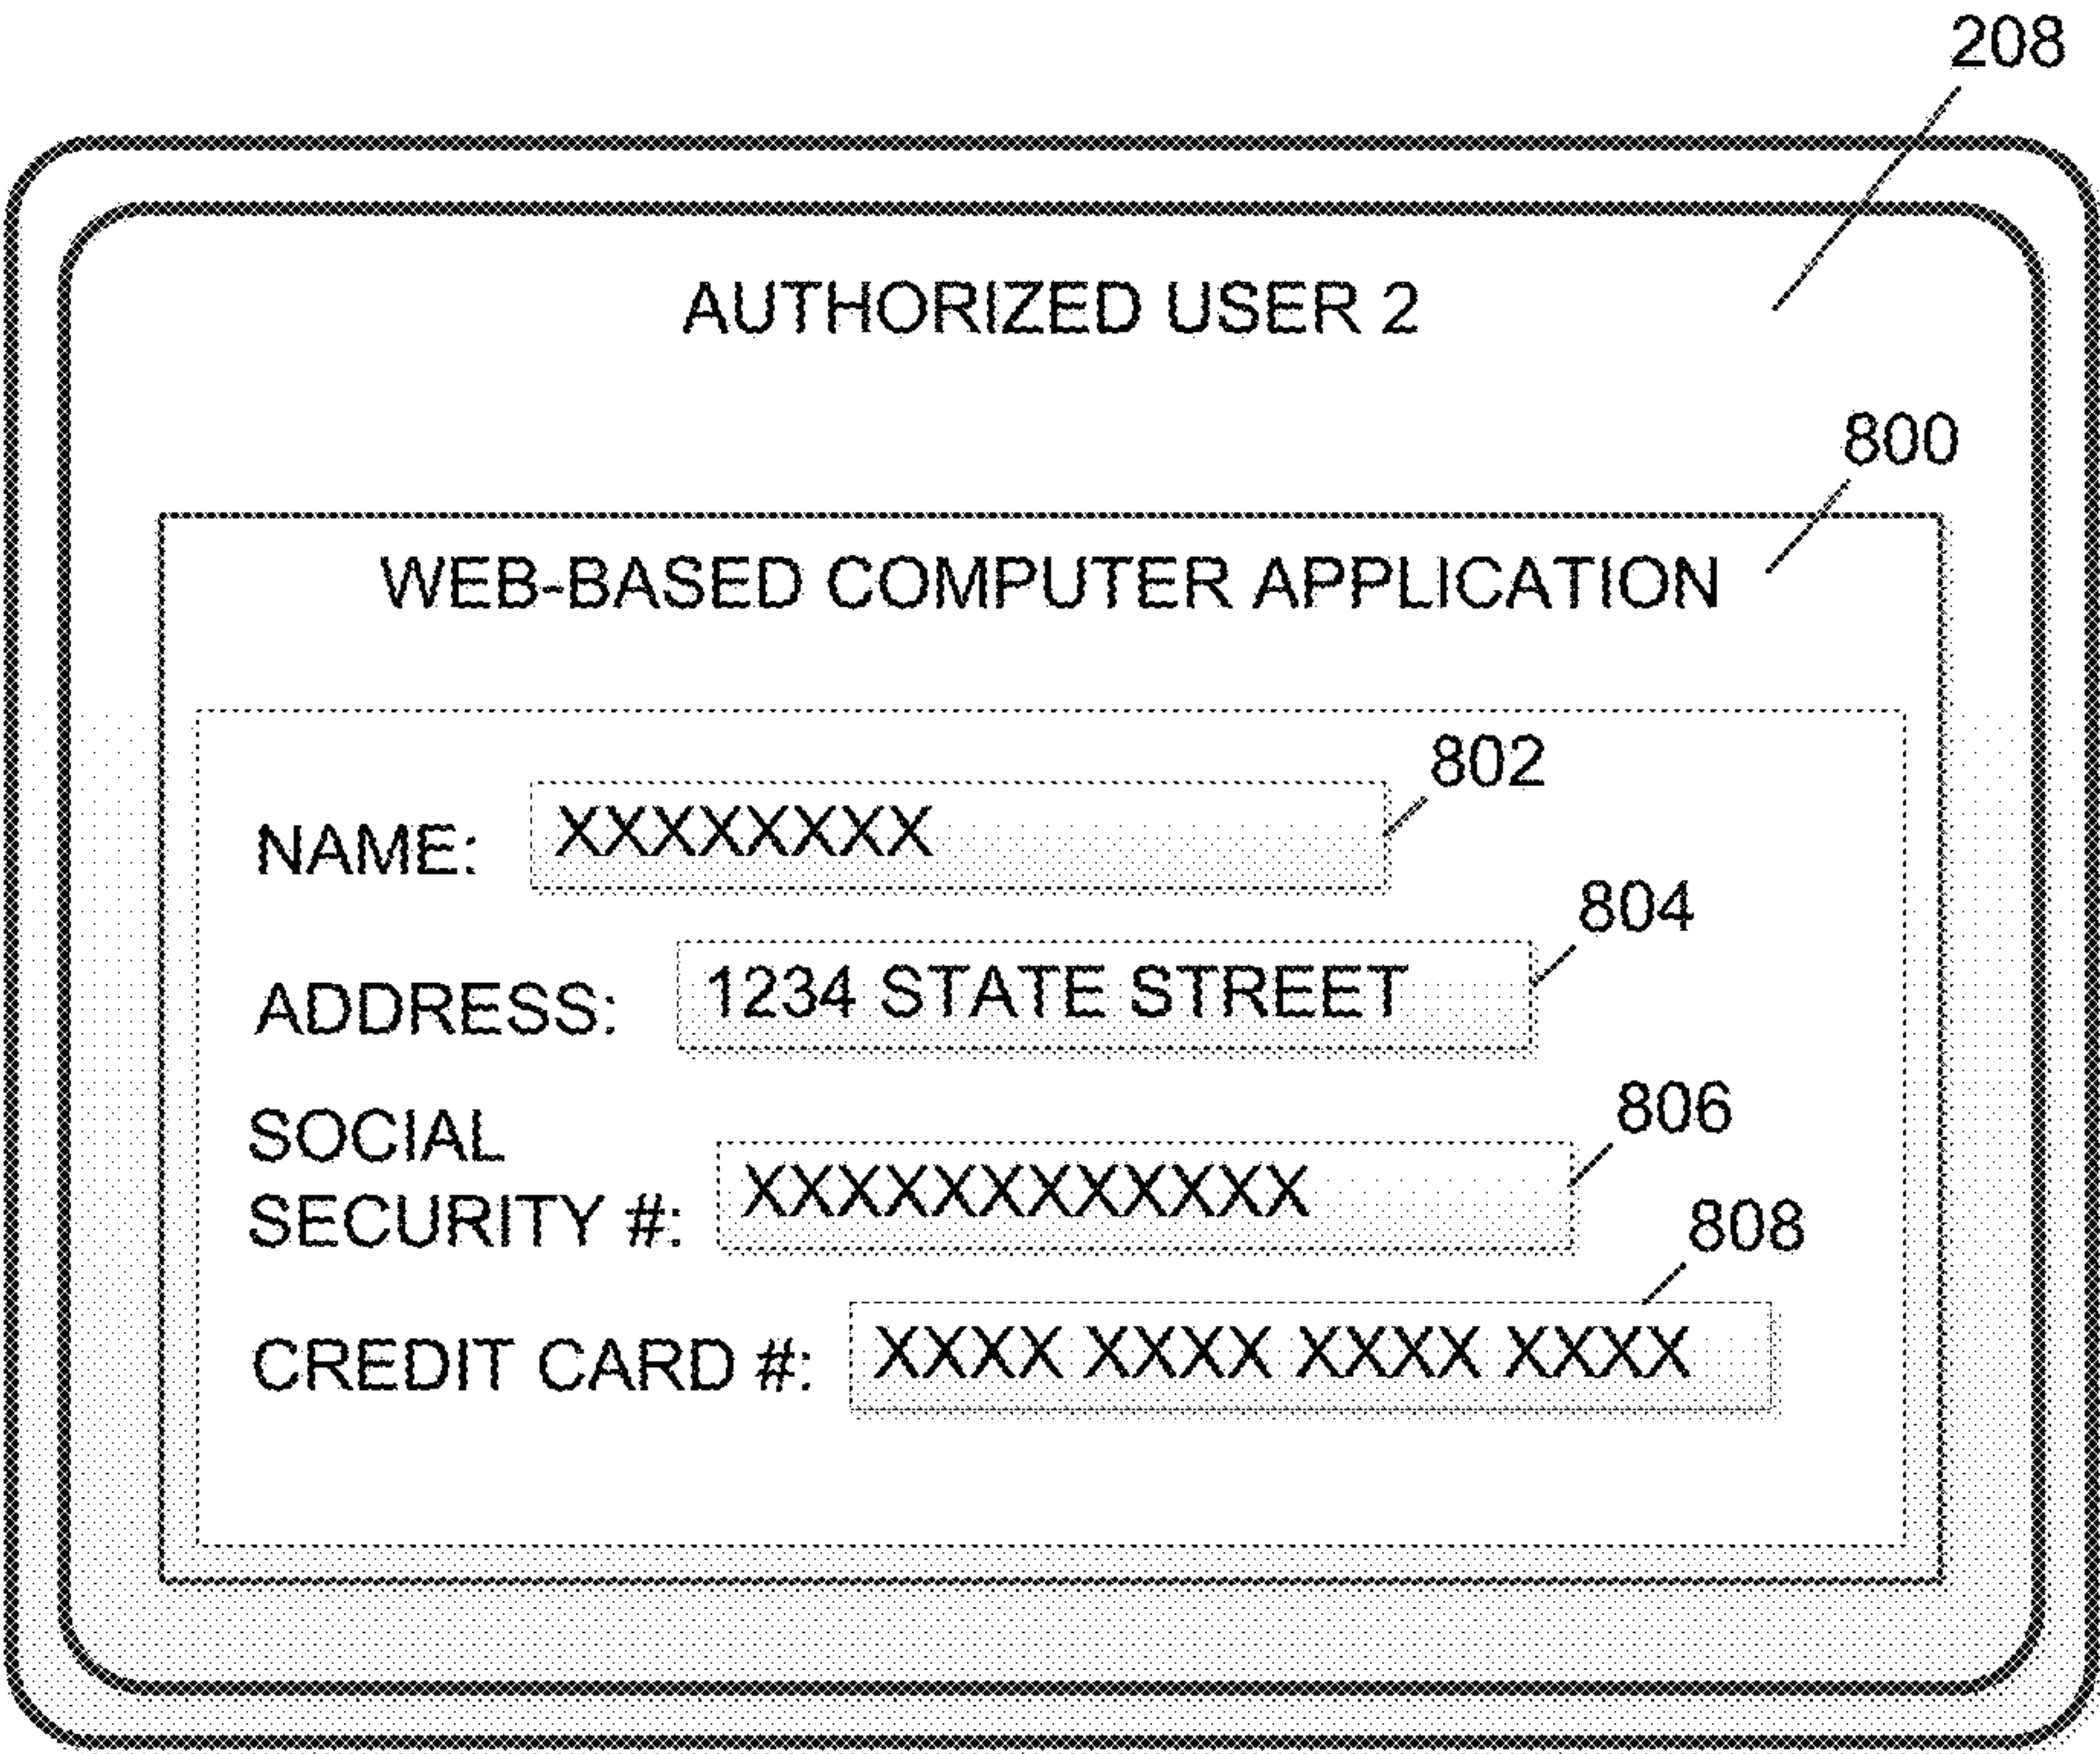 208
AUTHORIZED USER 2
800
WEB-BASED COMPUTER APPLICATION
802
NAME: XXXXXXXX
804
ADDRESS: 1234 STATE STREET
806
SOCIAL
SECURITY #: XXXXXXXXXXXX
808
CREDIT CARD #: XXXX XXXX XXXX XXXX